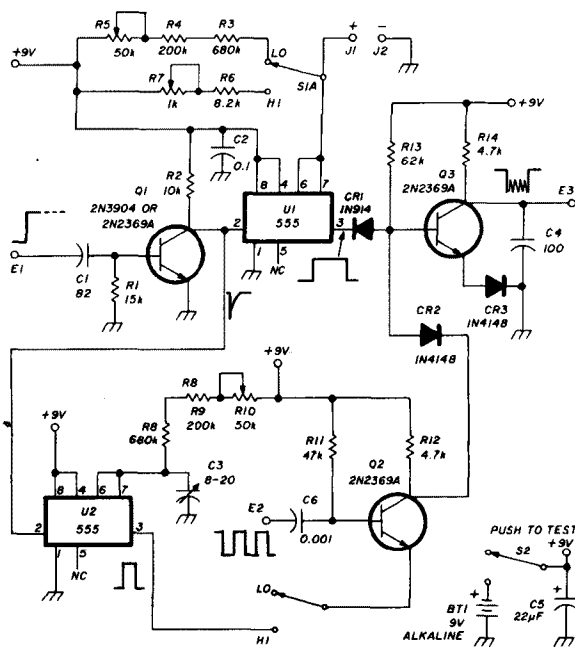 R5
50k
R4
200k
R3
680k
+9V
LO
S1A
HI
+
J1
-
J2
R7
1k
R6
8.2k
C2
0.1
+9V
R13
62k
R14
4.7k
Q3
2N2369A
E3
R2
10k
Q1
2N3904 OR
2N2369A
8 4 6 7
U1
555
2
3
1 5
NC
CR1
1N914
E1
C1
82
R1
15k
C4
100
CR3
1N4148
CR2
1N4148
+9V
R8
R9
200k
R10
50k
+9V
R8
680k
R11
47k
R12
4.7k
Q2
2N2369A
C3
8-20
8 4 6 7
U2
555
2
3
1 5
NC
E2
C6
0.001
LO
HI
PUSH TO TEST
+9V
S2
+
BT1
9V
ALKALINE
+
C5
22µF